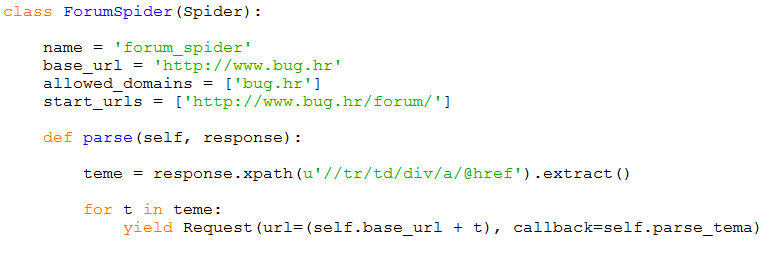 class ForumSpider(Spider):
name = 'forum_spider'
base_url = 'http://www.bug.hr'
allowed_domains = ['bug.hr']
start_urls = ['http://www.bug.hr/forum/']
def parse(self, response):
teme = response.xpath(u'//tr/td/div/a/@href').extract()
for t in teme:
yield Request(url=(self.base_url + t), callback=self.parse_tema)